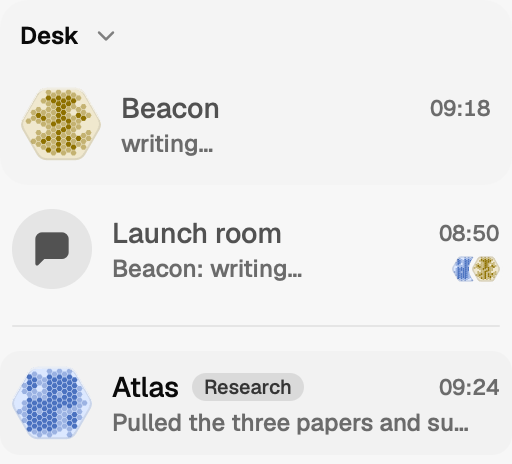 Desk
Beacon 09:18
writing...
Launch room 08:50
Beacon: writing...
Atlas Research 09:24
Pulled the three papers and su...